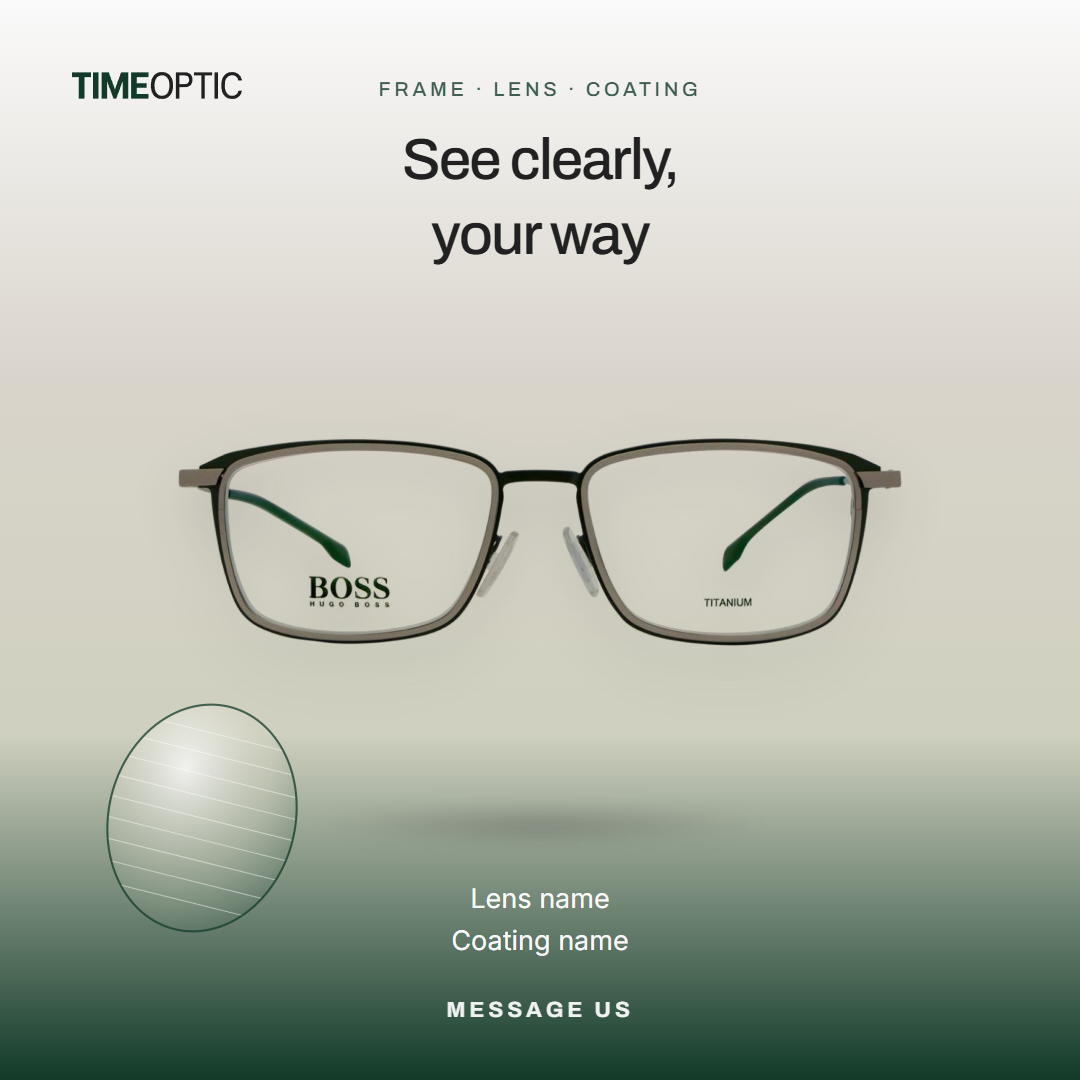 TIMEOPTIC
FRAME · LENS · COATING
See clearly,
your way
BOSS
HUGO BOSS
TITANIUM
Lens name
Coating name
MESSAGE US